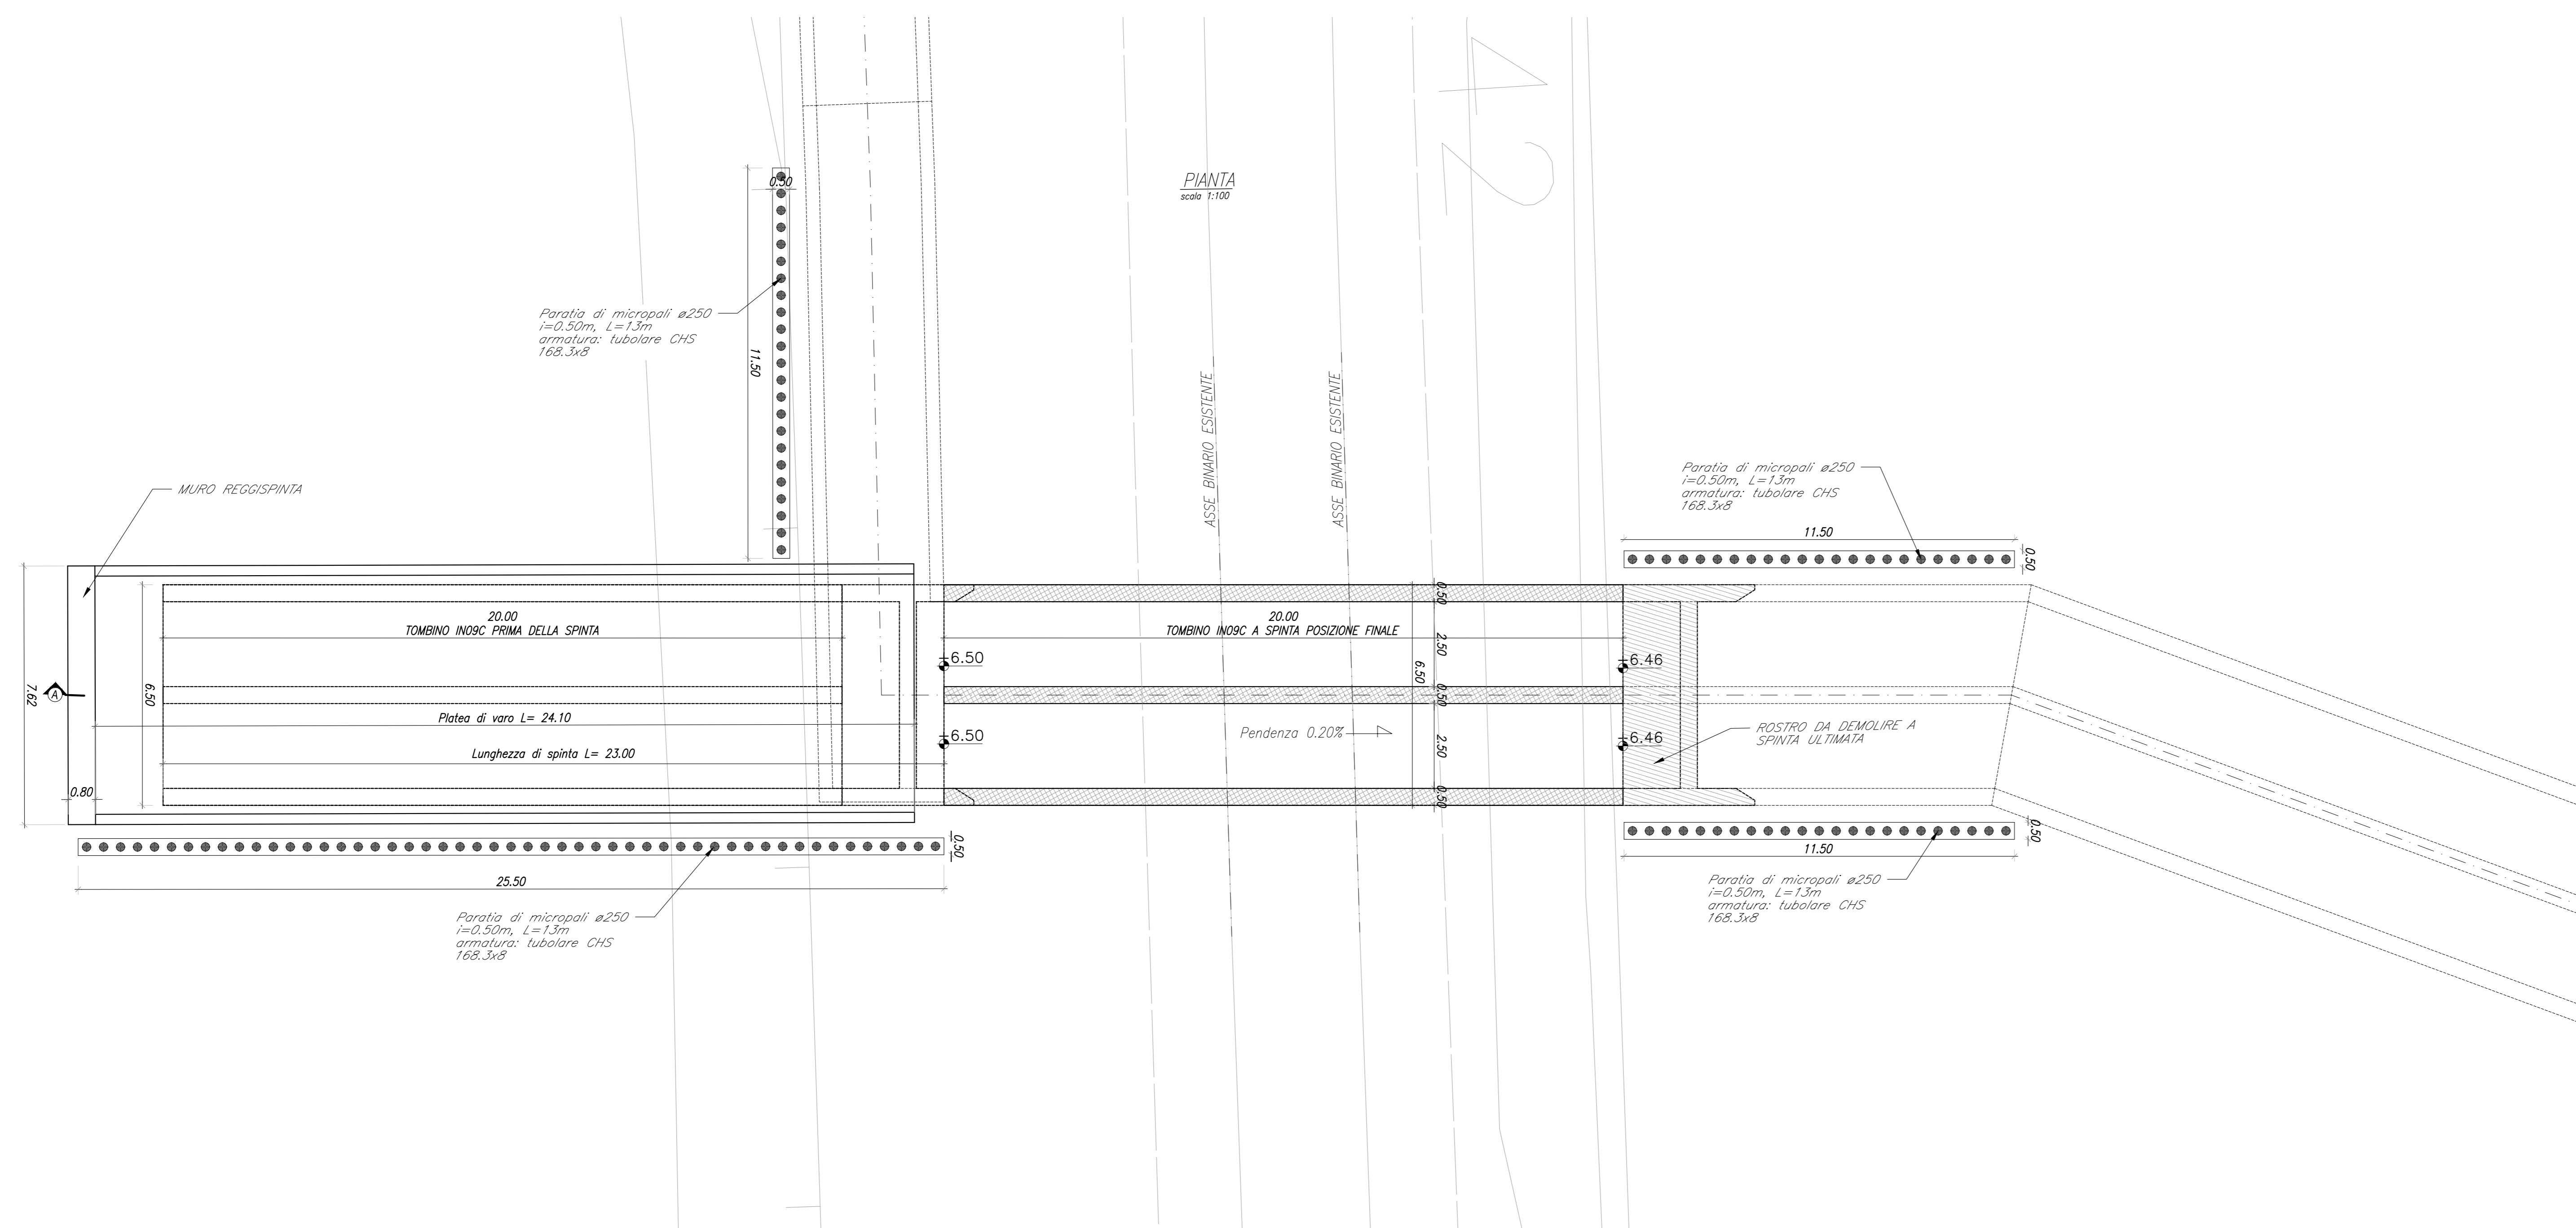 PIANTA
scala 1:100
0.50
Paratia di micropali ø250
i=0.50m, L=13m
armatura: tubolare CHS
168.3x8
11.50
ASSE BINARIO ESISTENTE
ASSE BINARIO ESISTENTE
Paratia di micropali ø250
i=0.50m, L=13m
armatura: tubolare CHS
168.3x8
11.50
0.50
MURO REGGISPINTA
20.00
TOMBINO IN09C PRIMA DELLA SPINTA
20.00
TOMBINO IN09C A SPINTA POSIZIONE FINALE
0.50
2.50
6.50
0.50
2.50
0.50
6.50
6.46
7.62
A
6.50
Platea di varo L= 24.10
6.50
Pendenza 0.20%
6.46
ROSTRO DA DEMOLIRE A
SPINTA ULTIMATA
Lunghezza di spinta L= 23.00
0.80
0.50
25.50
0.50
11.50
Paratia di micropali ø250
i=0.50m, L=13m
armatura: tubolare CHS
168.3x8
Paratia di micropali ø250
i=0.50m, L=13m
armatura: tubolare CHS
168.3x8